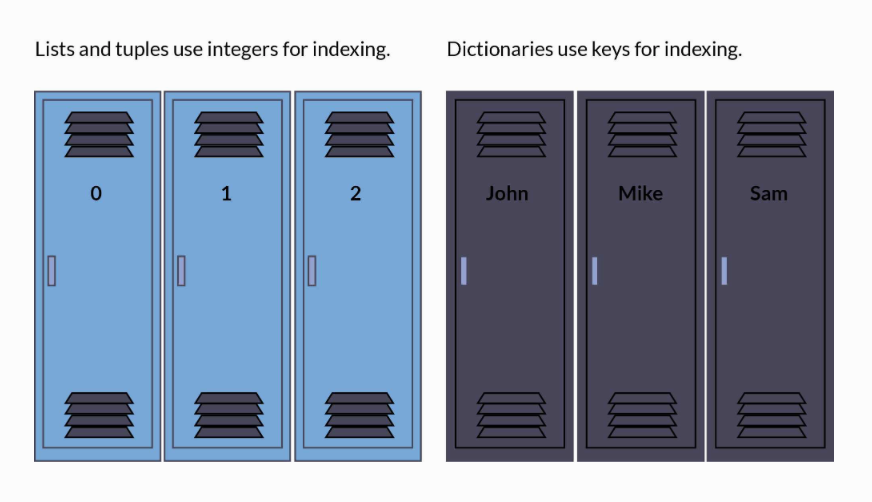 Lists and tuples use integers for indexing.
Dictionaries use keys for indexing.
0 1 2
John Mike Sam